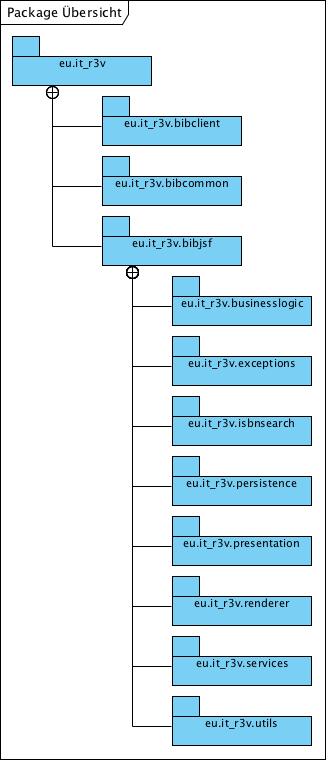 Package Übersicht
eu.it_r3v
eu.it_r3v.bibclient
eu.it_r3v.bibcommon
eu.it_r3v.bibjsf
eu.it_r3v.businesslogic
eu.it_r3v.exceptions
eu.it_r3v.isbnsearch
eu.it_r3v.persistence
eu.it_r3v.presentation
eu.it_r3v.renderer
eu.it_r3v.services
eu.it_r3v.utils